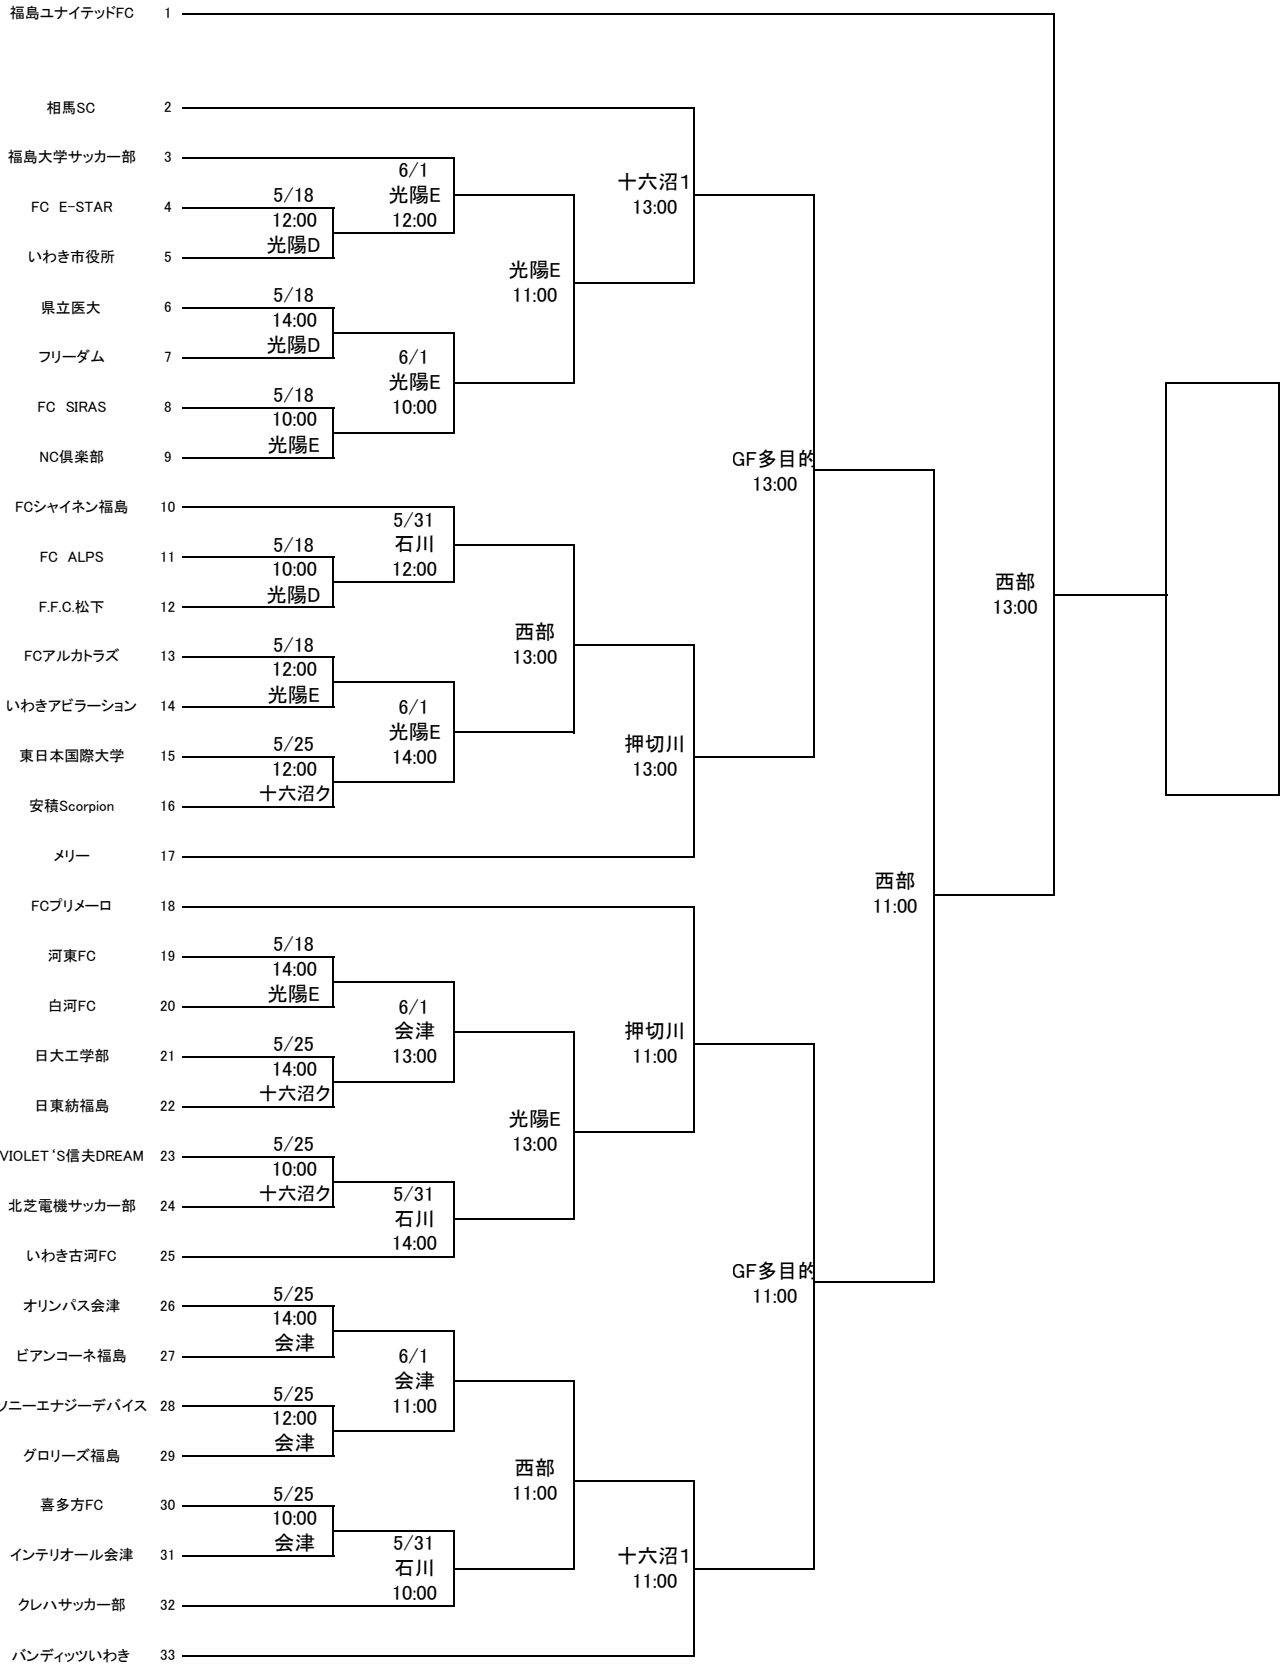 福島ユナイテッドFC 1
相馬SC 2
福島大学サッカー部 3
6/1
十六沼1
5/18
光陽E
FC E-STAR 4
13:00
12:00
12:00
光陽D
いわき市役所 5
光陽E
11:00
5/18
県立医大 6
14:00
光陽D
フリーダム 7
6/1
光陽E
5/18
10:00
FC SIRAS 8
10:00
光陽E
NC倶楽部 9
GF多目的
13:00
FCシャイネン福島 10
5/31
石川
12:00
5/18
FC ALPS 11
10:00
光陽D
F.F.C.松下 12
西部
13:00
西部
13:00
5/18
FCアルカトラズ 13
12:00
光陽E
いわきアビラーション 14
6/1
光陽E
14:00
5/25
東日本国際大学 15
12:00
十六沼ク
押切川
13:00
安積Scorpion 16
メリー 17
西部
11:00
FCプリメーロ 18
5/18
河東FC 19
14:00
光陽E
白河FC 20
6/1
会津
13:00
押切川
11:00
5/25
日大工学部 21
14:00
十六沼ク
日東紡福島 22
光陽E
13:00
5/25
VIOLET‘S信夫DREAM 23
10:00
十六沼ク
北芝電機サッカー部 24
5/31
石川
14:00
いわき古河FC 25
GF多目的
11:00
5/25
オリンパス会津 26
14:00
会津
ビアンコーネ福島 27
6/1
会津
11:00
5/25
ソニーエナジーデバイス 28
12:00
会津
グロリーズ福島 29
西部
11:00
5/25
喜多方FC 30
10:00
会津
インテリオール会津 31
5/31
石川
10:00
十六沼1
11:00
クレハサッカー部 32
バンディッツいわき 33